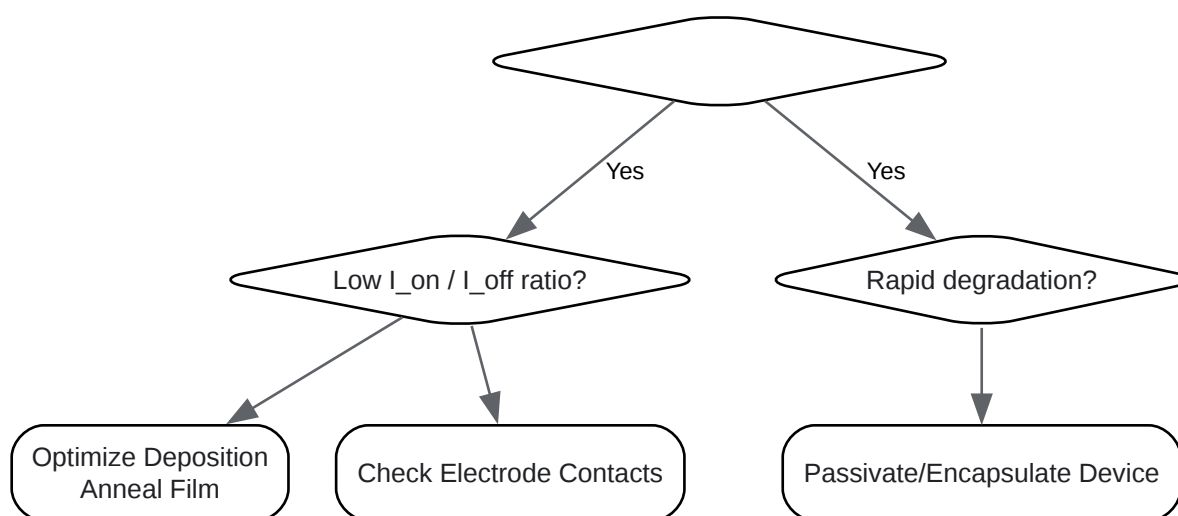 Yes
Yes
Low I_on / I_off ratio?
Rapid degradation?
Optimize Deposition
Anneal Film
Check Electrode Contacts
Passivate/Encapsulate Device